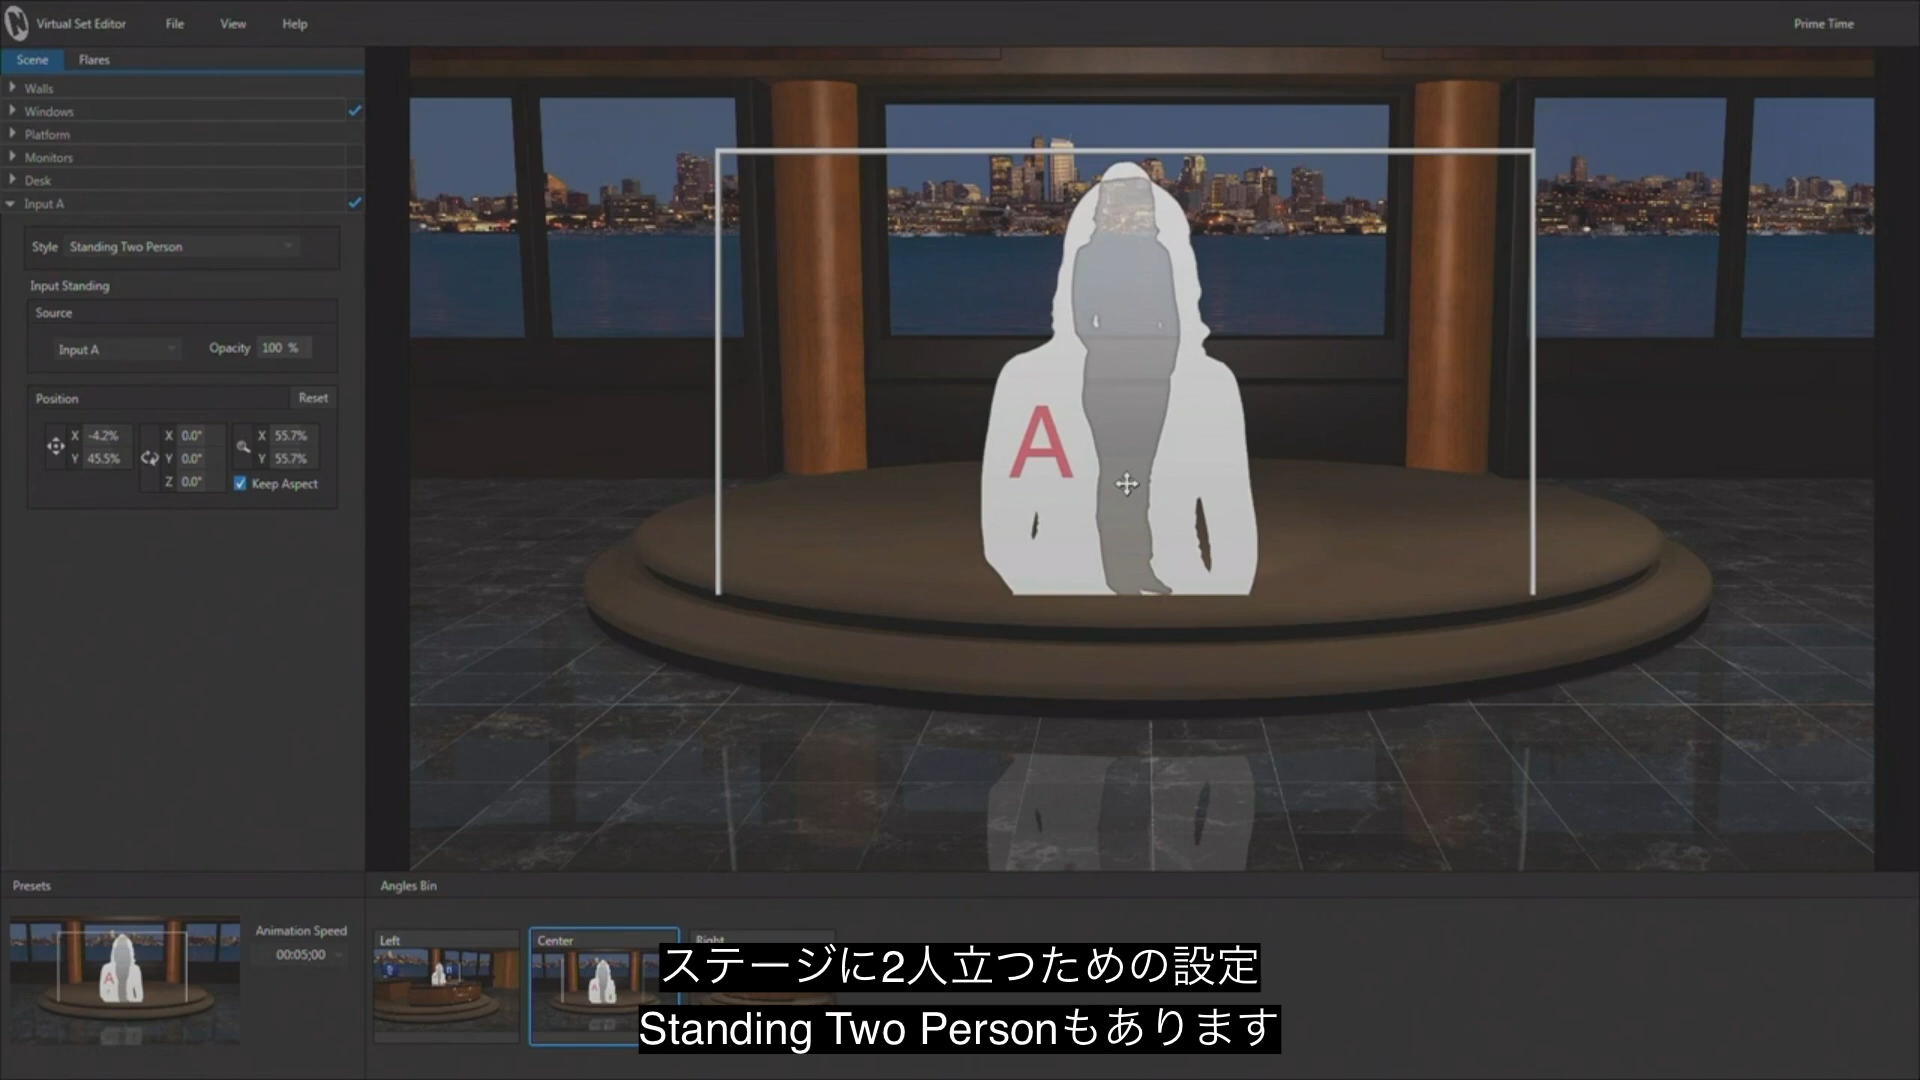 Virtual Set Editor
File
View
Help
Prime Time
Scene
Flares
Walls
Windows
Platform
Monitors
Desk
Input A
Style Standing Two Person
Input Standing
Source
Input A
Opacity 100 %
Position
Reset
X -4.2%
Y 45.5%
X 0.0°
Y 0.0°
Z 0.0°
X 55.7%
Y 55.7%
Keep Aspect
A
Presets
Animation Speed
00:05;00
Angles Bin
Left
Center
Right
ステージに2人立つための設定
Standing Two Personもあります